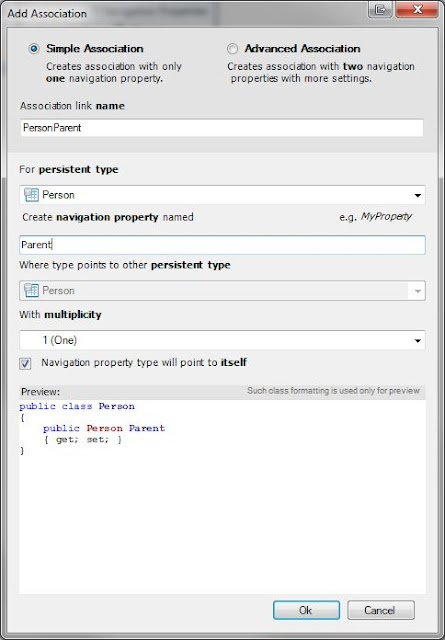 Add Association
Simple Association
Advanced Association
Creates association with only
one navigation property.
Creates association with two navigation
properties with more settings.
Association link name
PersonParent
For persistent type
Person
Create navigation property named
e.g. MyProperty
Parent
Where type points to other persistent type
Person
With multiplicity
1 (One)
Navigation property type will point to itself
Preview:
Such class formatting is used only for preview
public class Person
{
public Person Parent
{ get; set; }
}
Ok
Cancel